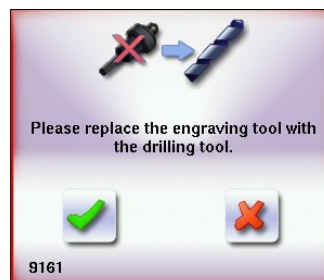 Please replace the engraving tool with
the drilling tool.
9161